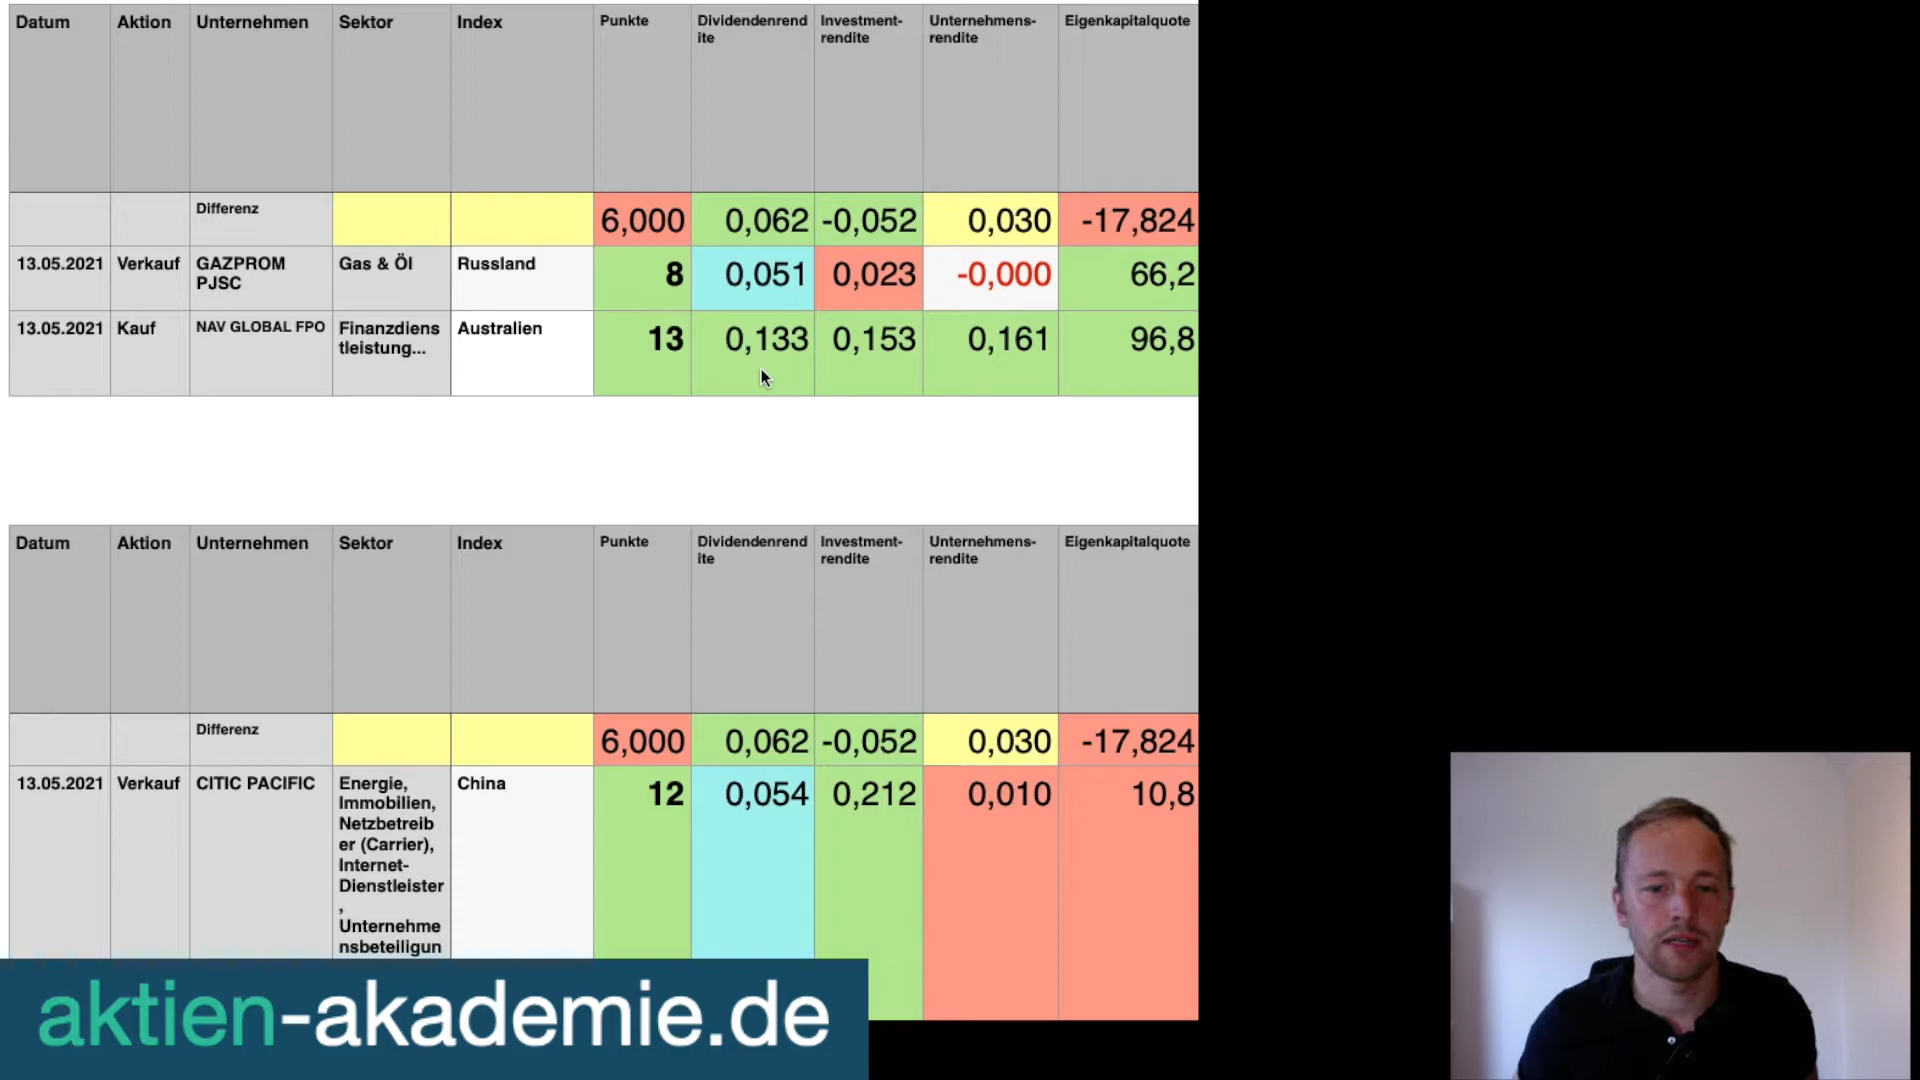 Datum Aktion Unternehmen Sektor Index Punkte Dividendenrend Investment- Unternehmens- Eigenkapitalquote
ite rendite rendite
Differenz 6,000 0,062 -0,052 0,030 -17,824
13.05.2021 Verkauf GAZPROM Gas & Öl Russland 8 0,051 0,023 -0,000 66,2
PJSC
13.05.2021 Kauf NAV GLOBAL FPO Finanzdiens Australien 13 0,133 0,153 0,161 96,8
tleistung...
Datum Aktion Unternehmen Sektor Index Punkte Dividendenrend Investment- Unternehmens- Eigenkapitalquote
ite rendite rendite
Differenz 6,000 0,062 -0,052 0,030 -17,824
13.05.2021 Verkauf CITIC PACIFIC Energie, China 12 0,054 0,212 0,010 10,8
Immobilien,
Netzbetreib
er (Carrier),
Internet-
Dienstleister
,
Unternehme
nsbeteiligun
aktien-akademie.de